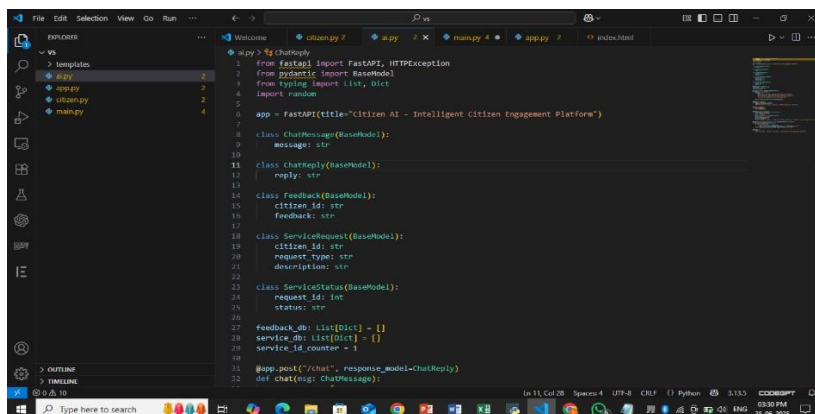 File Edit Selection View Go Run ...
vs
EXPLORER
VS
templates
ai.py 2
app.py 2
citizen.py 2
main.py 4
OUTLINE
TIMELINE
Welcome citizen.py 2 ai.py 2 main.py 4 app.py 2 index.html
ai.py > ChatReply
1 from fastapi import FastAPI, HTTPException
2 from pydantic import BaseModel
3 from typing import List, Dict
4 import random
5
6 app = FastAPI(title="Citizen AI - Intelligent Citizen Engagement Platform")
7
8 class ChatMessage(BaseModel):
9 message: str
10
11 class ChatReply(BaseModel):
12 reply: str
13
14 class Feedback(BaseModel):
15 citizen_id: str
16 feedback: str
17
18 class ServiceRequest(BaseModel):
19 citizen_id: str
20 request_type: str
21 description: str
22
23 class ServiceStatus(BaseModel):
24 request_id: int
25 status: str
26
27 feedback_db: List[Dict] = []
28 service_db: List[Dict] = []
29 service_id_counter = 1
30
31 @app.post("/chat", response_model=ChatReply)
32 def chat(msg: ChatMessage):
0 10 Ln 11, Col 28 Spaces: 4 UTF-8 CRLF Python 3.13.5 CODEGPT
Type here to search ENG 03:30 PM
25-06-2025